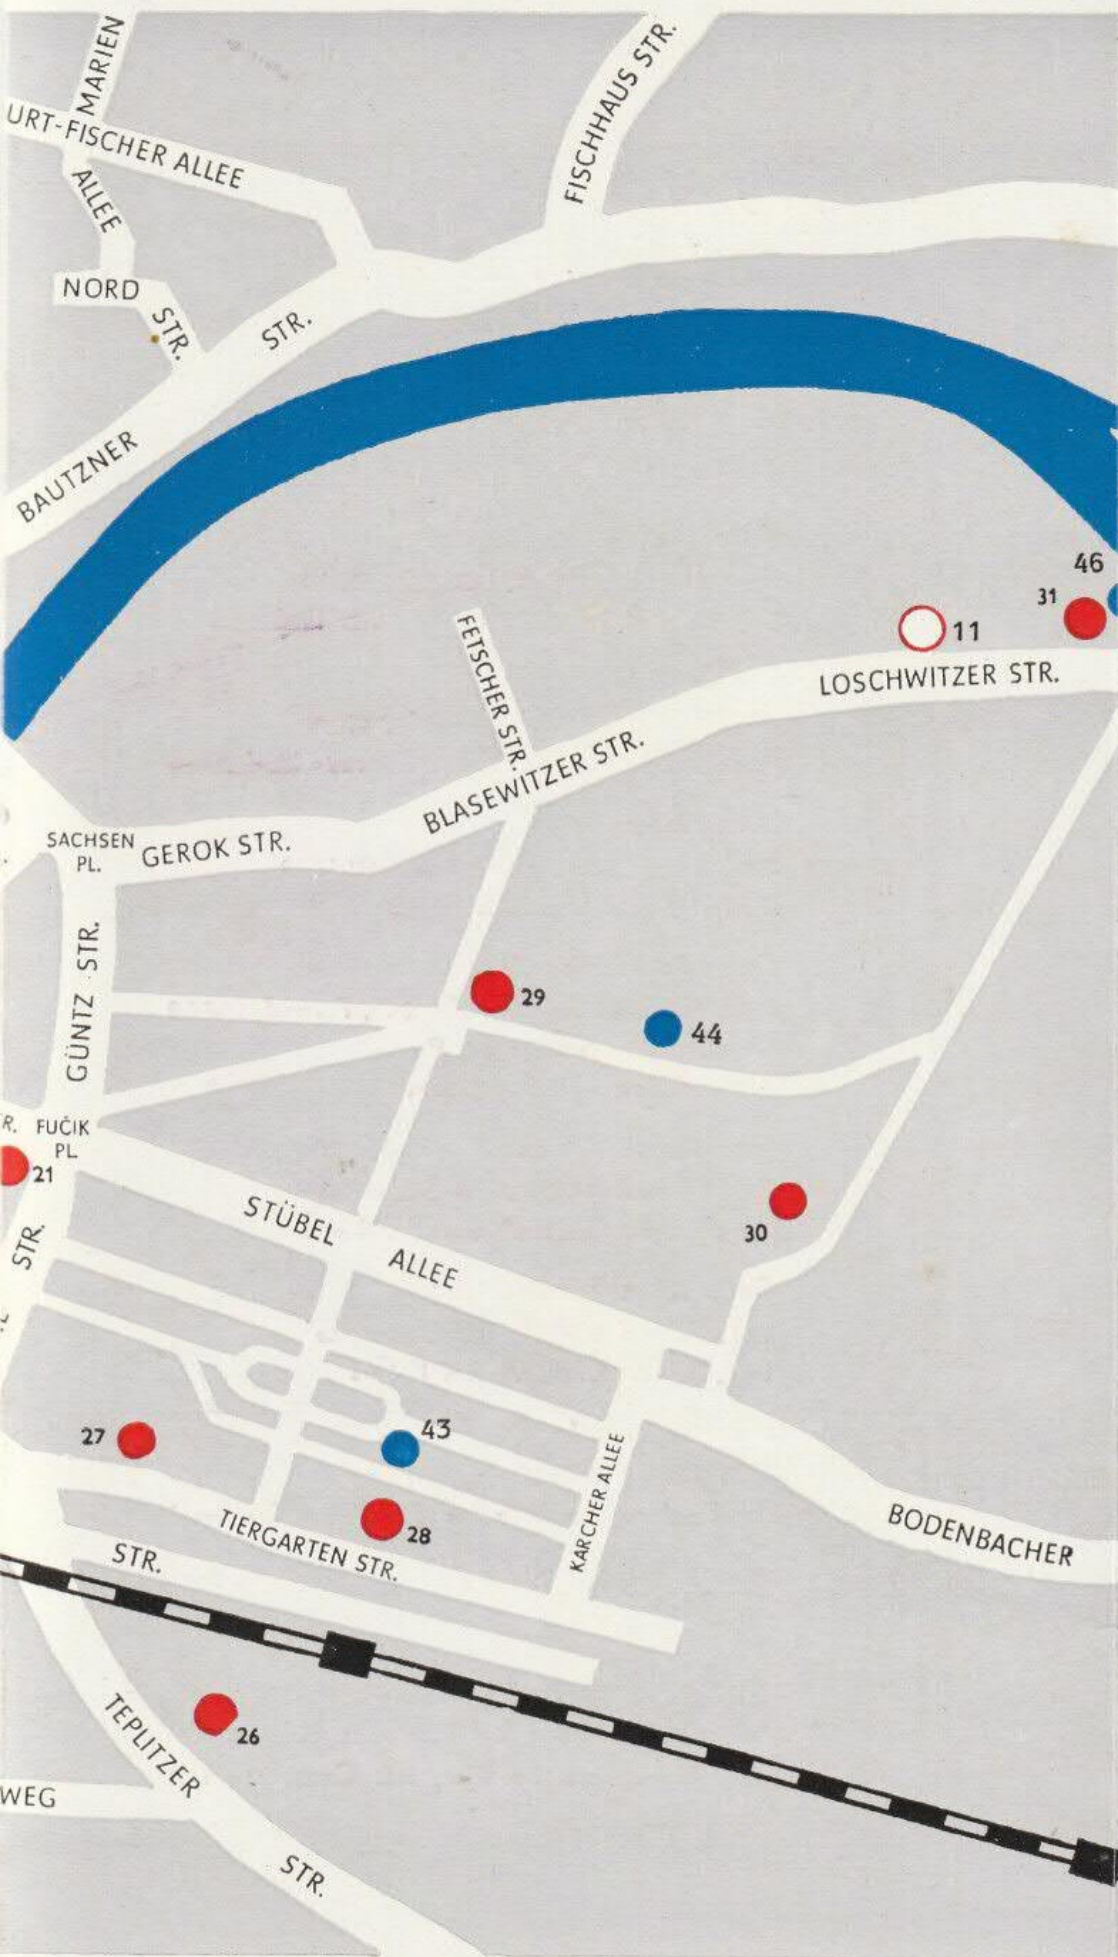 MARIEN
URT-FISCHER ALLEE
ALLEE
FISCHHAUS STR.
NORD
STR.
STR.
BAUTZNER
46
31
11
FETSCHER STR.
LOSCHWITZER STR.
BLASEWITZER STR.
SACHSEN
PL.
GEROK STR.
GÜNTZ STR.
29
44
R. FUČIK
PL.
21
30
STÜBEL
ALLEE
STR.
27
43
KARCHER ALLEE
28
TIERGARTEN STR.
BODENBACHER
STR.
26
TEPLITZER
WEG
STR.